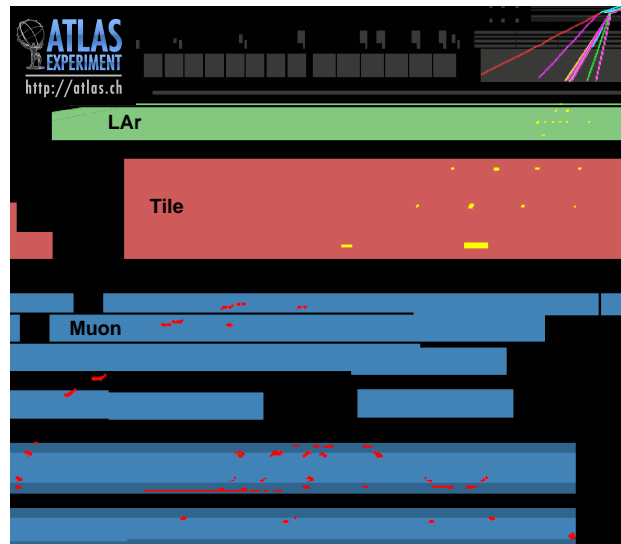 ATLAS
EXPERIMENT
http://atlas.ch
LAr
Tile
Muon